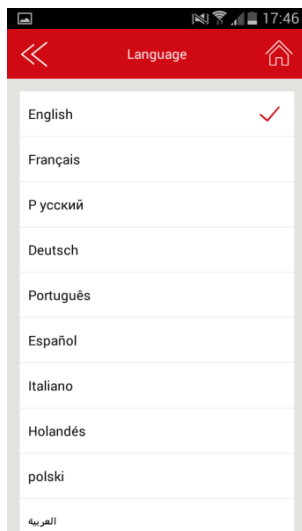 17:46
Language
English
Français
Р усский
Deutsch
Português
Español
Italiano
Holandés
polski
العربية